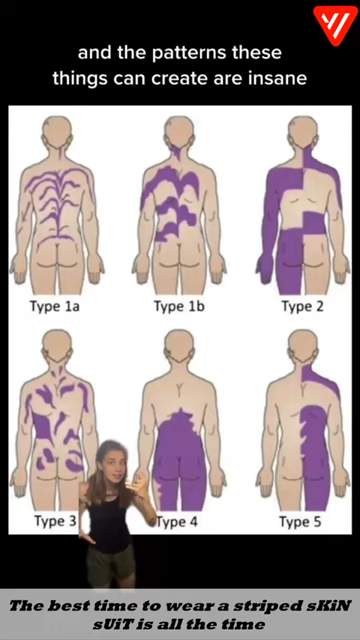 and the patterns these
things can create are insane
Type 1a
Type 1b
Type 2
Type 3
Type 4
Type 5
The best time to wear a striped sKiN
sUiT is all the time